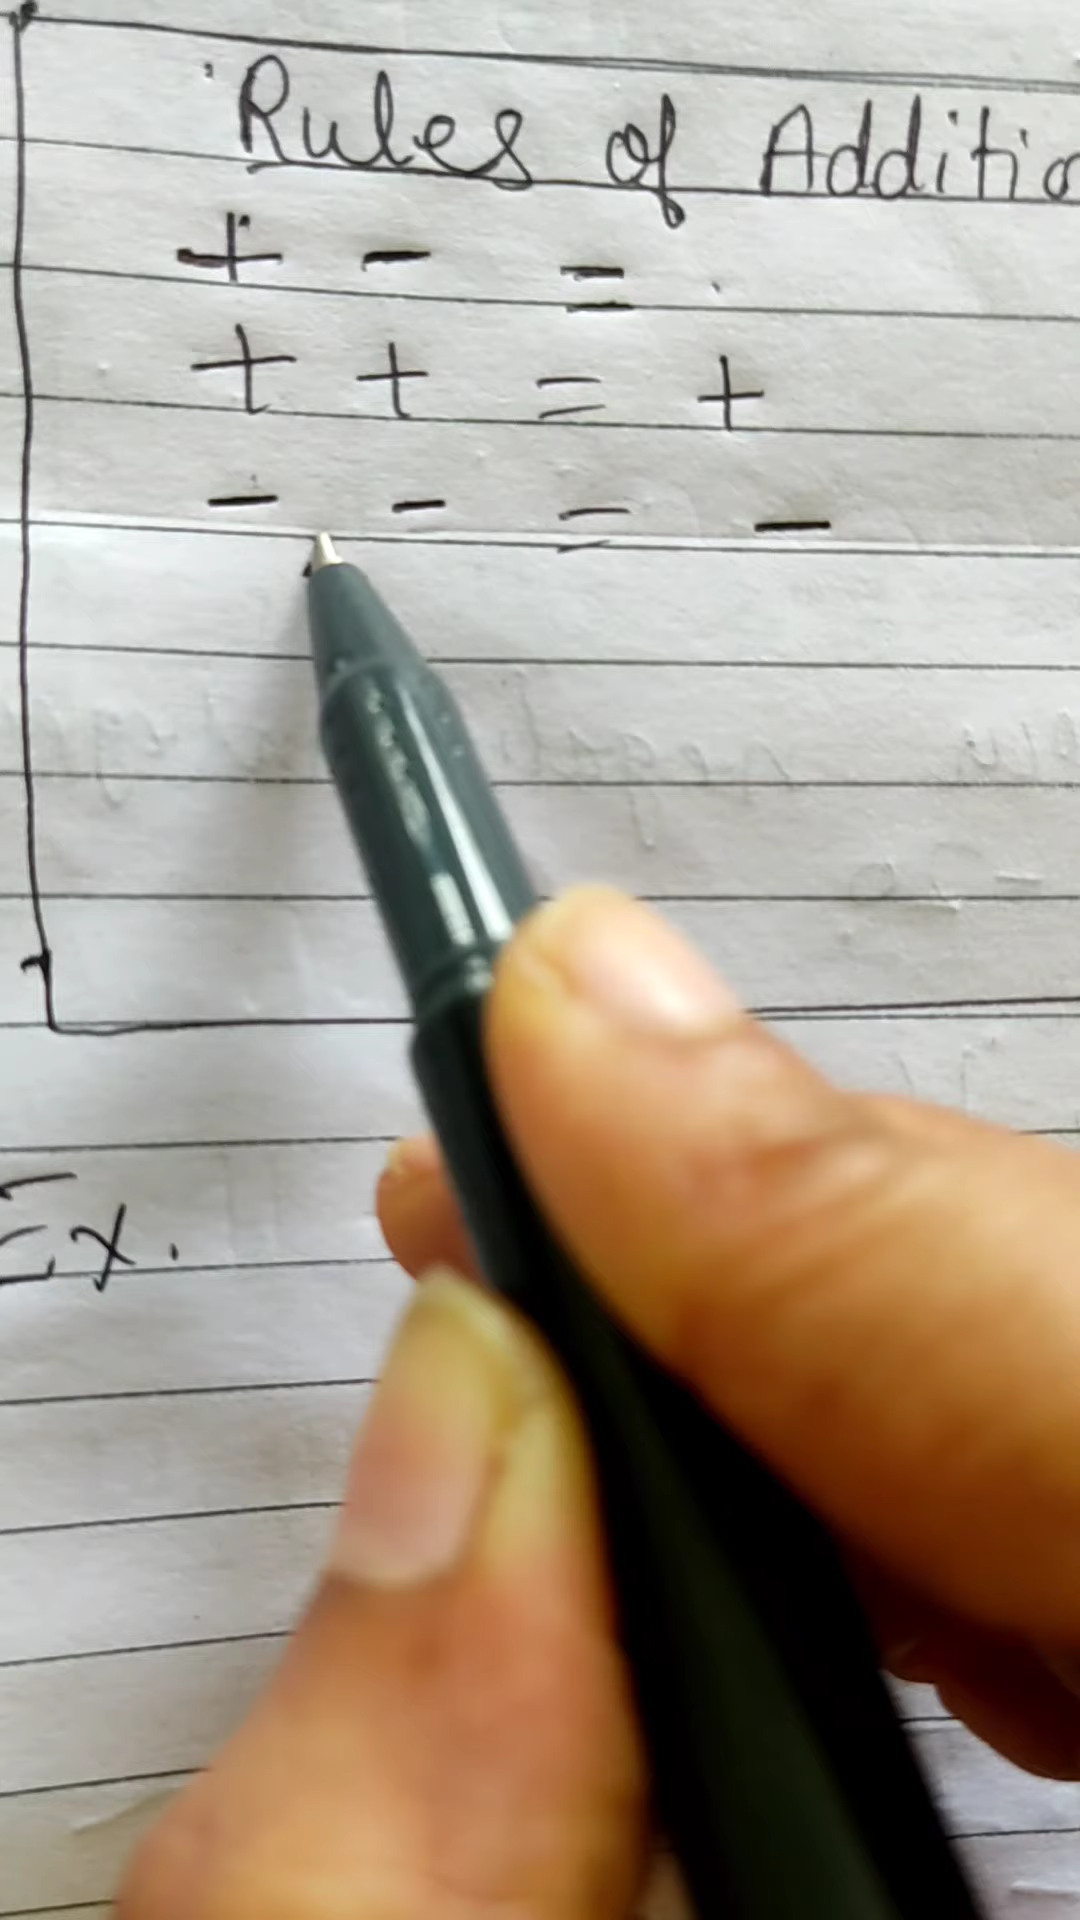 Rules of Additio
+ - =
+ + = +
- - = -
Ex.